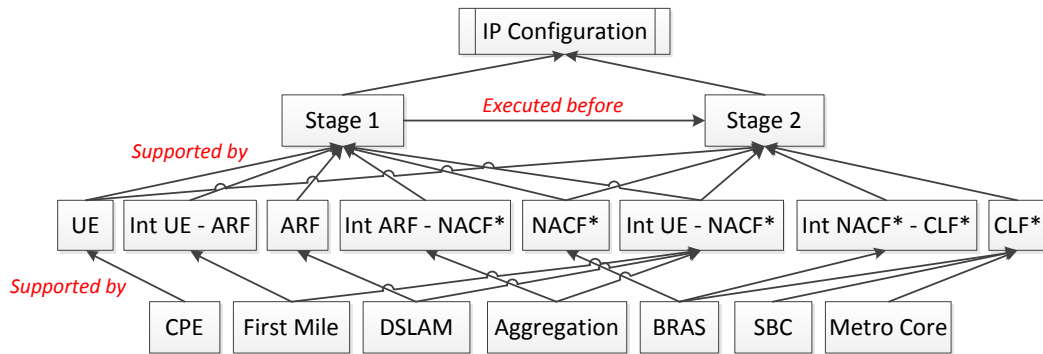 IP Configuration
Executed before
Stage 1
Stage 2
Supported by
UE
Int UE - ARF
ARF
Int ARF - NACF*
NACF*
Int UE - NACF*
Int NACF* - CLF*
CLF*
Supported by
CPE
First Mile
DSLAM
Aggregation
BRAS
SBC
Metro Core